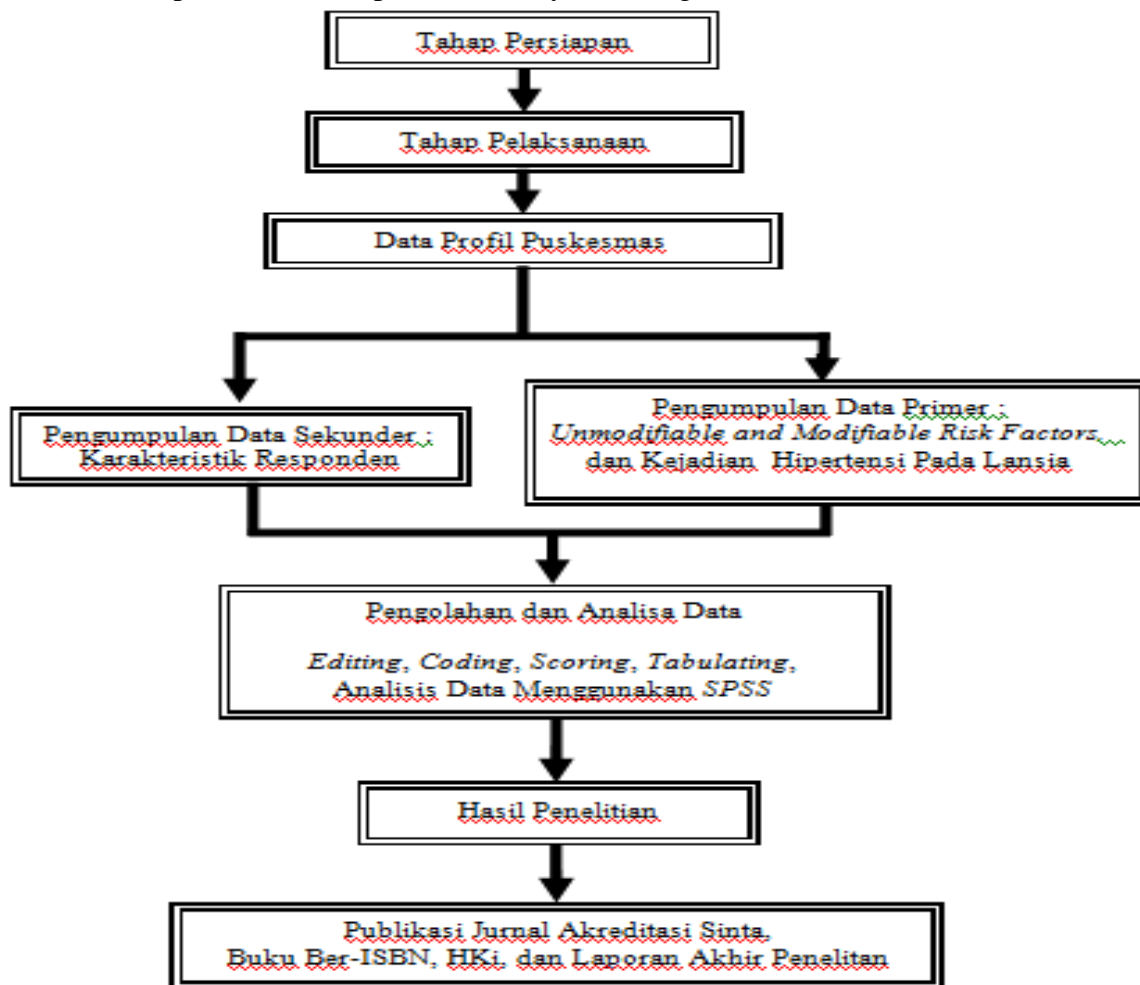 Tahap Persiapan
Tahap Pelaksanaan
Data Profil Puskesmas
Pengumpulan Data Sekunder :
Karakteristik Responden
Pengumpulan Data Primer :
Unmodifiable and Modifiable Risk Factors,
dan Kejadian Hipertensi Pada Lansia
Pengolahan dan Analisa Data
Editing, Coding, Scoring, Tabulating,
Analisis Data Menggunakan SPSS
Hasil Penelitian
Publikasi Jurnal Akreditasi Sinta,
Buku Ber-ISBN, HKi, dan Laporan Akhir Penelitan